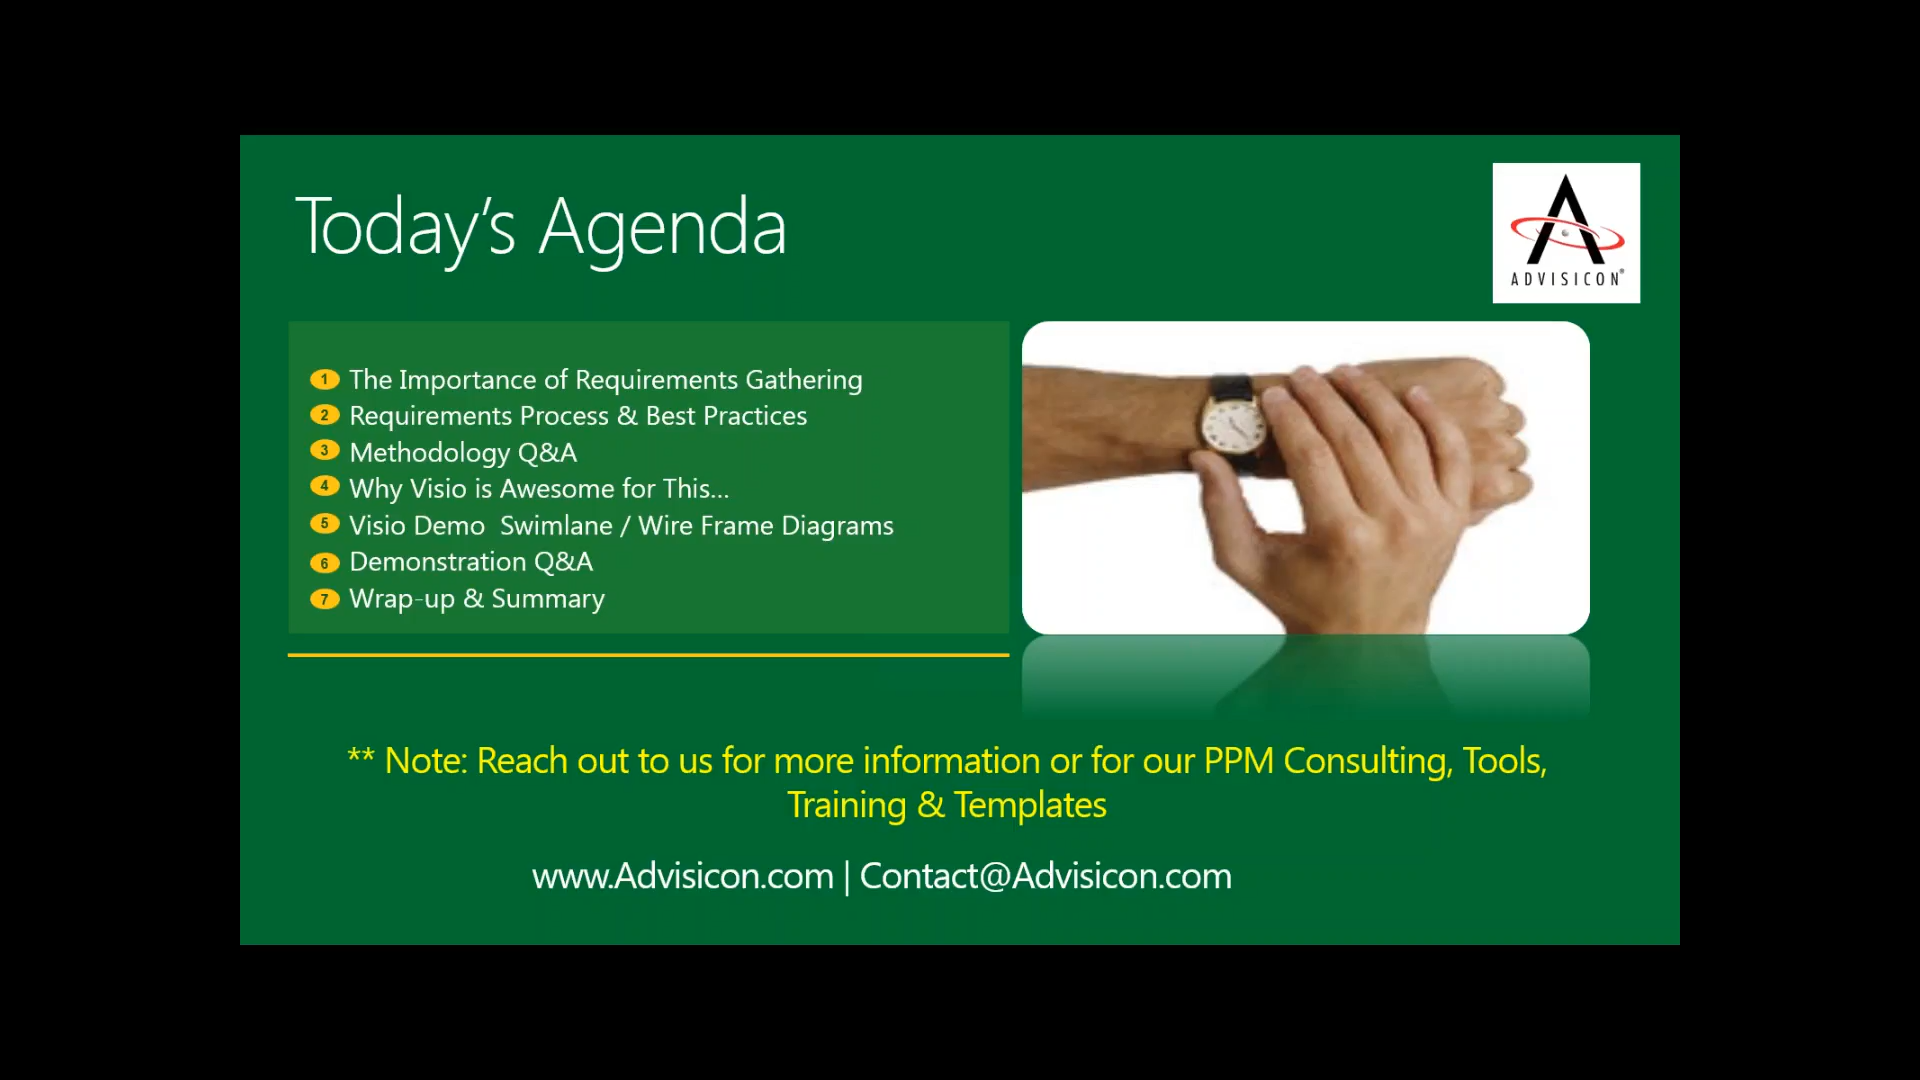 Today's Agenda
ADVISICON®
1 The Importance of Requirements Gathering
2 Requirements Process & Best Practices
3 Methodology Q&A
4 Why Visio is Awesome for This...
5 Visio Demo  Swimlane / Wire Frame Diagrams
6 Demonstration Q&A
7 Wrap-up & Summary
** Note: Reach out to us for more information or for our PPM Consulting, Tools,
Training & Templates
www.Advisicon.com | Contact@Advisicon.com